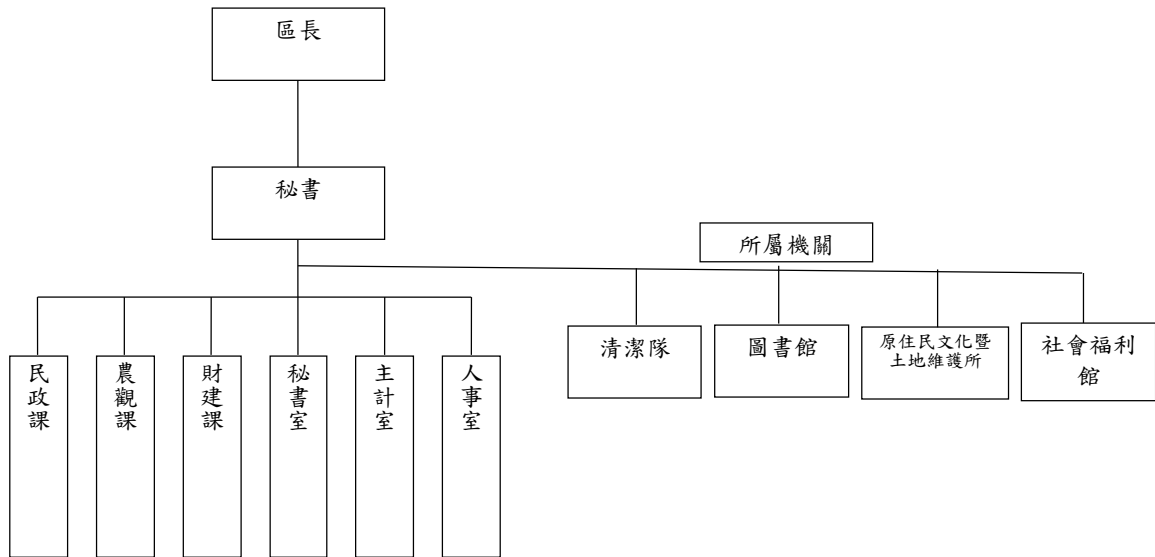 區長
秘書
所屬機關
清潔隊
圖書館
原住民文化暨
土地維護所
社會福利
館
民政課
農觀課
財建課
秘書室
主計室
人事室